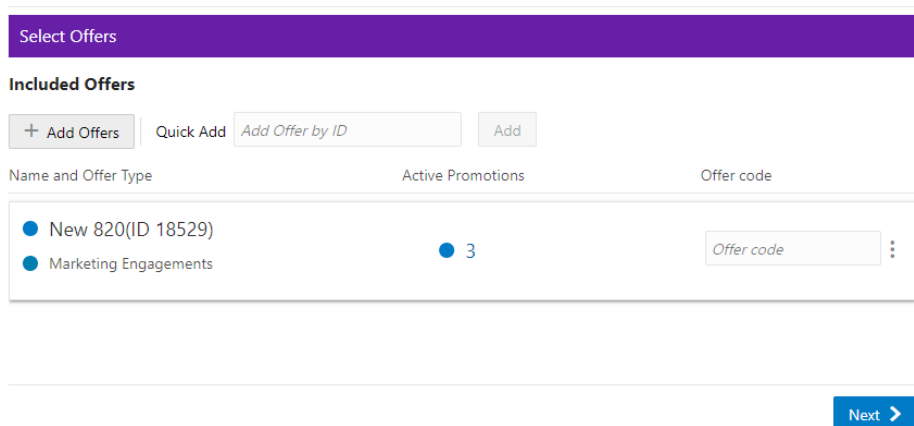 Select Offers
Included Offers
+ Add Offers Quick Add Add Offer by ID Add
Name and Offer Type Active Promotions Offer code
New 820(ID 18529)
Marketing Engagements
3
Offer code
Next